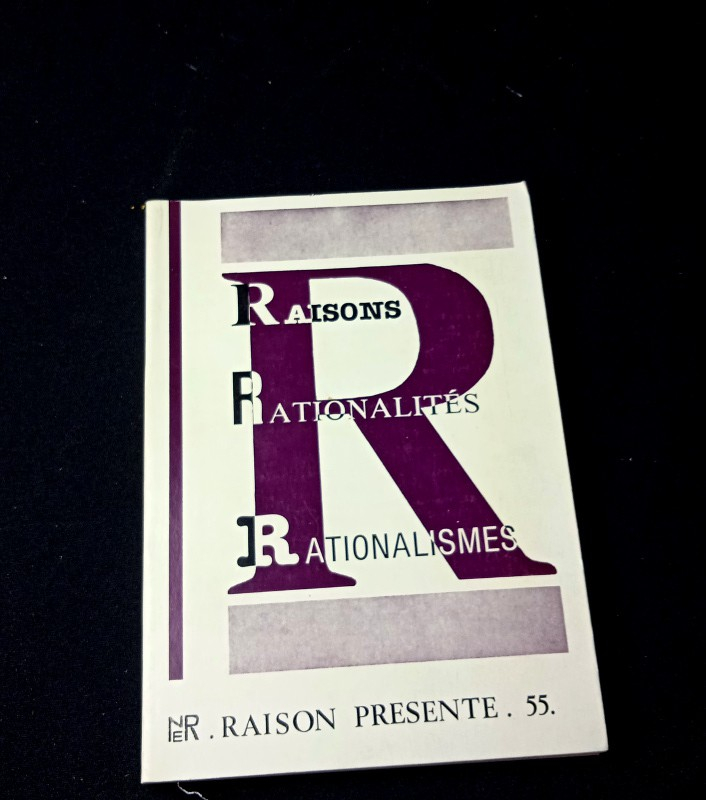 RAISONS
RATIONALITÉS
RATIONALISMES
NER . RAISON PRESENTE . 55.